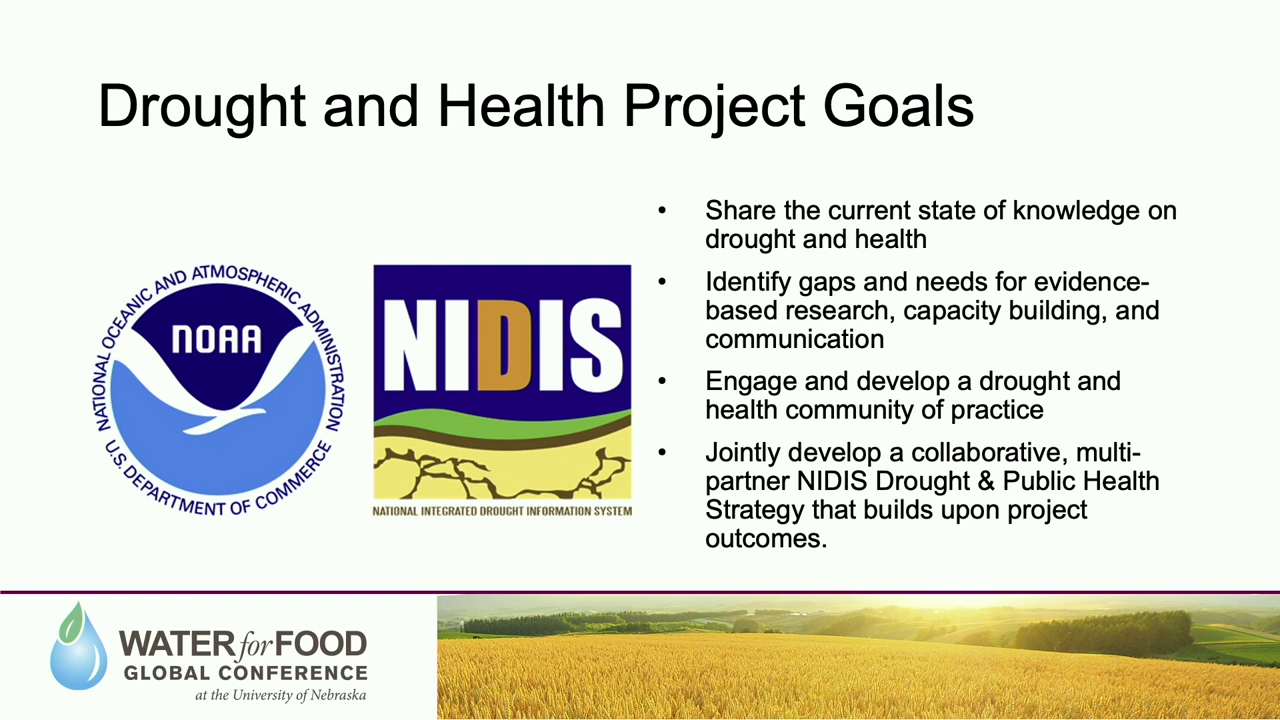 Drought and Health Project Goals
NATIONAL OCEANIC AND ATMOSPHERIC ADMINISTRATION
NOAA
U.S. DEPARTMENT OF COMMERCE
NIDIS
NATIONAL INTEGRATED DROUGHT INFORMATION SYSTEM
• Share the current state of knowledge on
drought and health
• Identify gaps and needs for evidence-
based research, capacity building, and
communication
• Engage and develop a drought and
health community of practice
• Jointly develop a collaborative, multi-
partner NIDIS Drought & Public Health
Strategy that builds upon project
outcomes.
WATER for FOOD
GLOBAL CONFERENCE
at the University of Nebraska